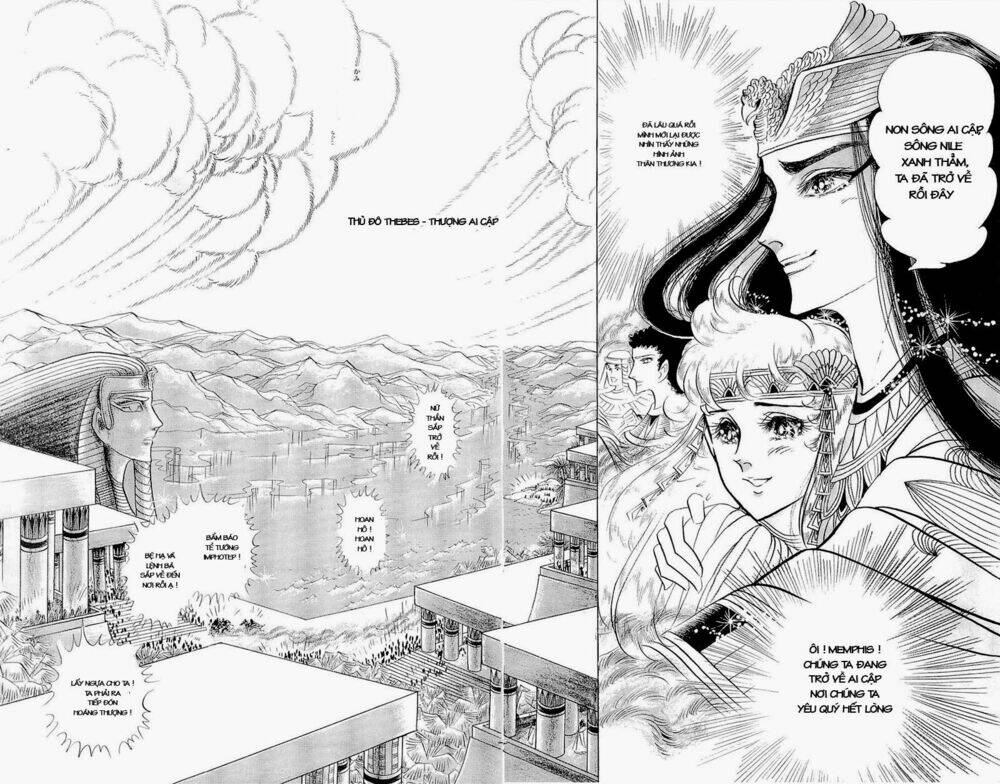 NON SÔNG AI CẬP
SÔNG NILE
XANH THẲM,
TA ĐÃ TRỞ VỀ
RỒI ĐÂY
ĐÃ LÂU QUÁ RỒI
MÌNH MỚI LẠI ĐƯỢC
NHÌN THẤY NHỮNG
HÌNH ẢNH
THÂN THƯƠNG KIA !
ÔI ! MEMPHIS !
CHÚNG TA ĐANG
TRỞ VỀ AI CẬP
NƠI CHÚNG TA
YÊU QUÝ HẾT LÒNG
かみ
THỦ ĐÔ THEBES - THƯỢNG AI CẬP
NỮ
THẦN
SẮP
TRỞ
VỀ
RỒI !
HOAN
HÔ !
HOAN
HÔ !
BẨM BÁO
TỂ TƯỚNG
IMPHOTEP !
BỆ HẠ VÀ
LỆNH BÀ
SẮP VỀ ĐẾN
NƠI RỒI Ạ !
LẤY NGỰA CHO TA !
TA PHẢI RA
TIẾP ĐÓN
HOÀNG THƯỢNG !